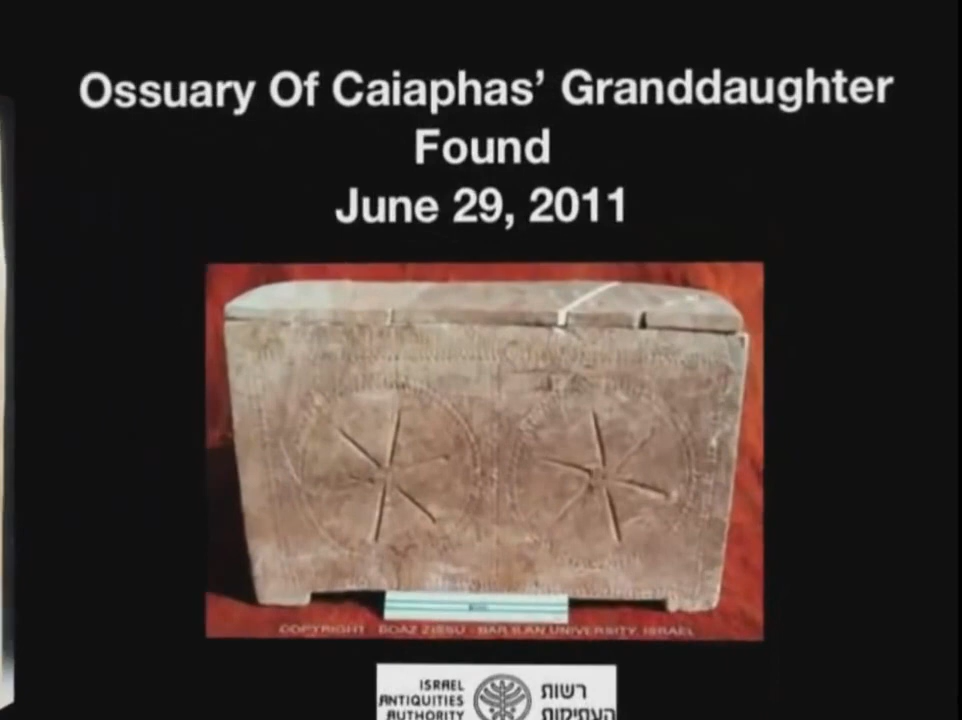 Ossuary Of Caiaphas’ Granddaughter
Found
June 29, 2011
COPYRIGHT BOAZ ZISSU - BAR ILAN UNIVERSITY. ISRAEL
ISRAEL
ANTIQUITIES
AUTHORITY
רשות
העתיקות